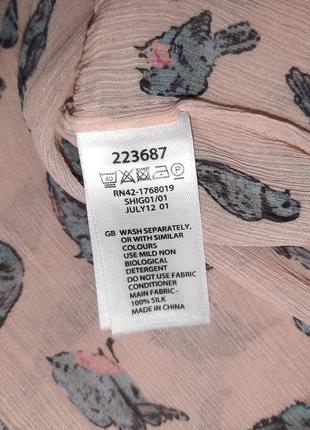 223687
40 P
RN42-1768019
SHIG01/01
JULY12 01
GB WASH SEPARATELY.
OR WITH SIMILAR
COLOURS
USE MILD NON
BIOLOGICAL
DETERGENT
DO NOT USE FABRIC
CONDITIONER
MAIN FABRIC -
100% SILK
MADE IN CHINA